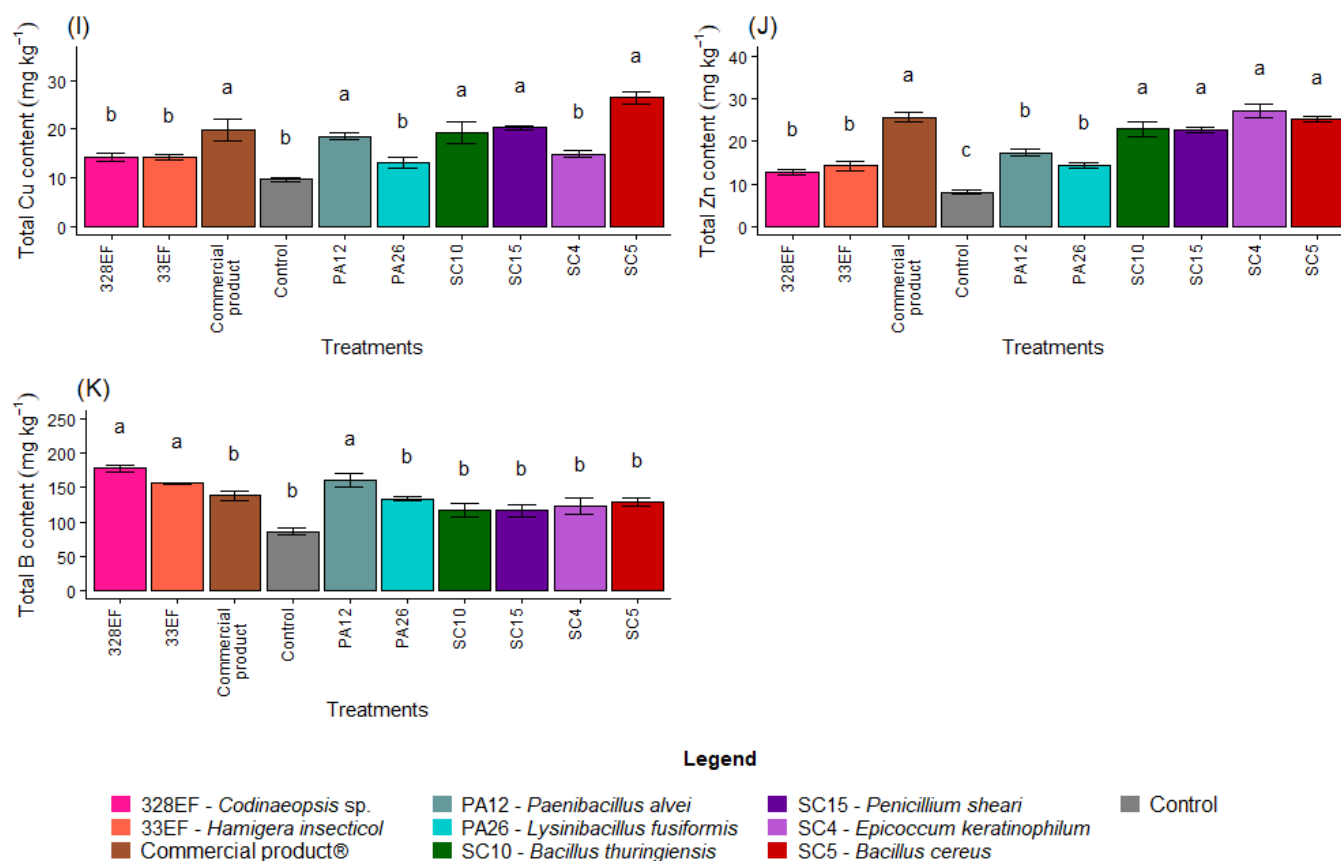 (I)
Total Cu content (mg kg⁻¹)
30
20
10
0
b
b
a
b
a
b
a
a
b
a
328EF
33EF
Commercial
product
Control
PA12
PA26
SC10
SC15
SC4
SC5
Treatments
(J)
Total Zn content (mg kg⁻¹)
40
30
20
10
0
b
b
a
c
b
b
a
a
a
a
328EF
33EF
Commercial
product
Control
PA12
PA26
SC10
SC15
SC4
SC5
Treatments
(K)
Total B content (mg kg⁻¹)
250
200
150
100
50
0
a
a
b
b
a
b
b
b
b
b
328EF
33EF
Commercial
product
Control
PA12
PA26
SC10
SC15
SC4
SC5
Treatments
Legend
328EF - Codinaeopsis sp.
33EF - Hamigera insecticol
Commercial product®
PA12 - Paenibacillus alvei
PA26 - Lysinibacillus fusiformis
SC10 - Bacillus thuringiensis
SC15 - Penicillium sheari
SC4 - Epicoccum keratinophilum
SC5 - Bacillus cereus
Control